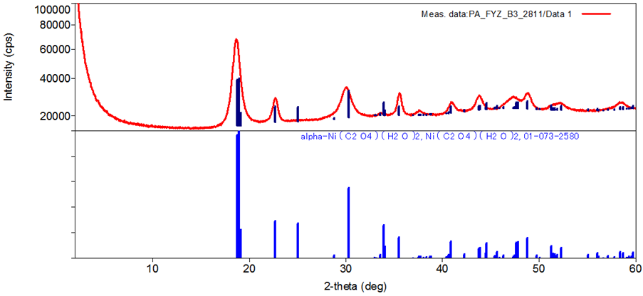 100000
80000
60000
40000
20000
Intensity (cps)
Meas. data:PA_FYZ_B3_2811/Data 1
alpha-Ni ( C2 O4 ) ( H2 O )2, Ni ( C2 O4 ) ( H2 O )2, 01-073-2580
10 20 30 40 50 60
2-theta (deg)